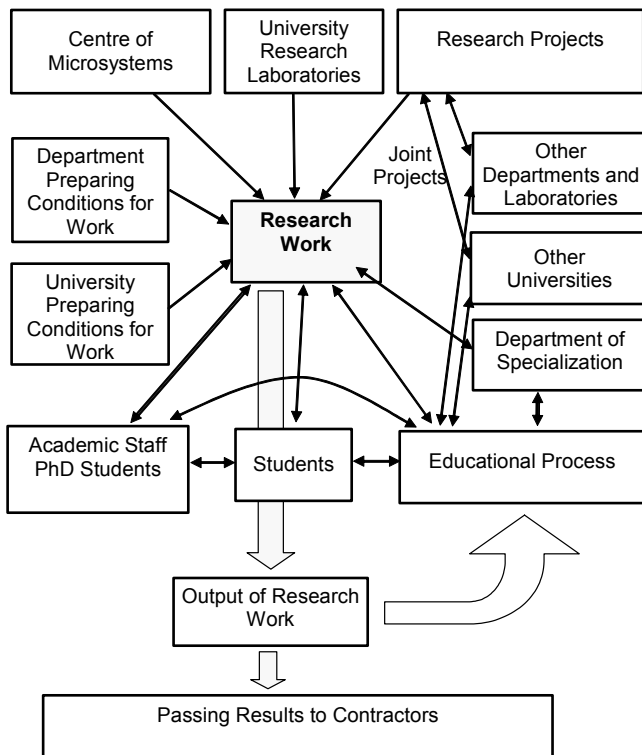 Centre of
Microsystems
University
Research
Laboratories
Research Projects
Department
Preparing
Conditions for
Work
Joint
Projects
Other
Departments and
Laboratories
Research
Work
University
Preparing
Conditions for
Work
Other
Universities
Department of
Specialization
Academic Staff
PhD Students
Students
Educational Process
Output of Research
Work
Passing Results to Contractors